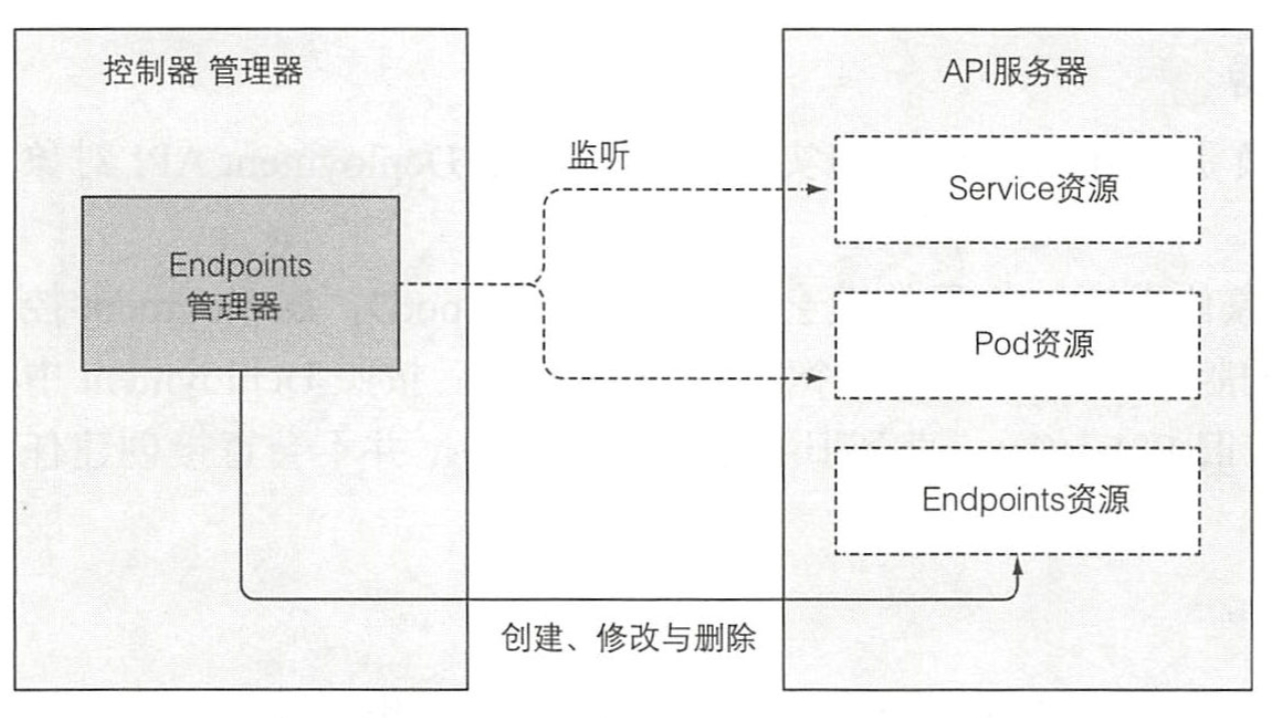 控制器 管理器
API服务器
监听
Service资源
Endpoints
管理器
Pod资源
Endpoints资源
创建、修改与删除